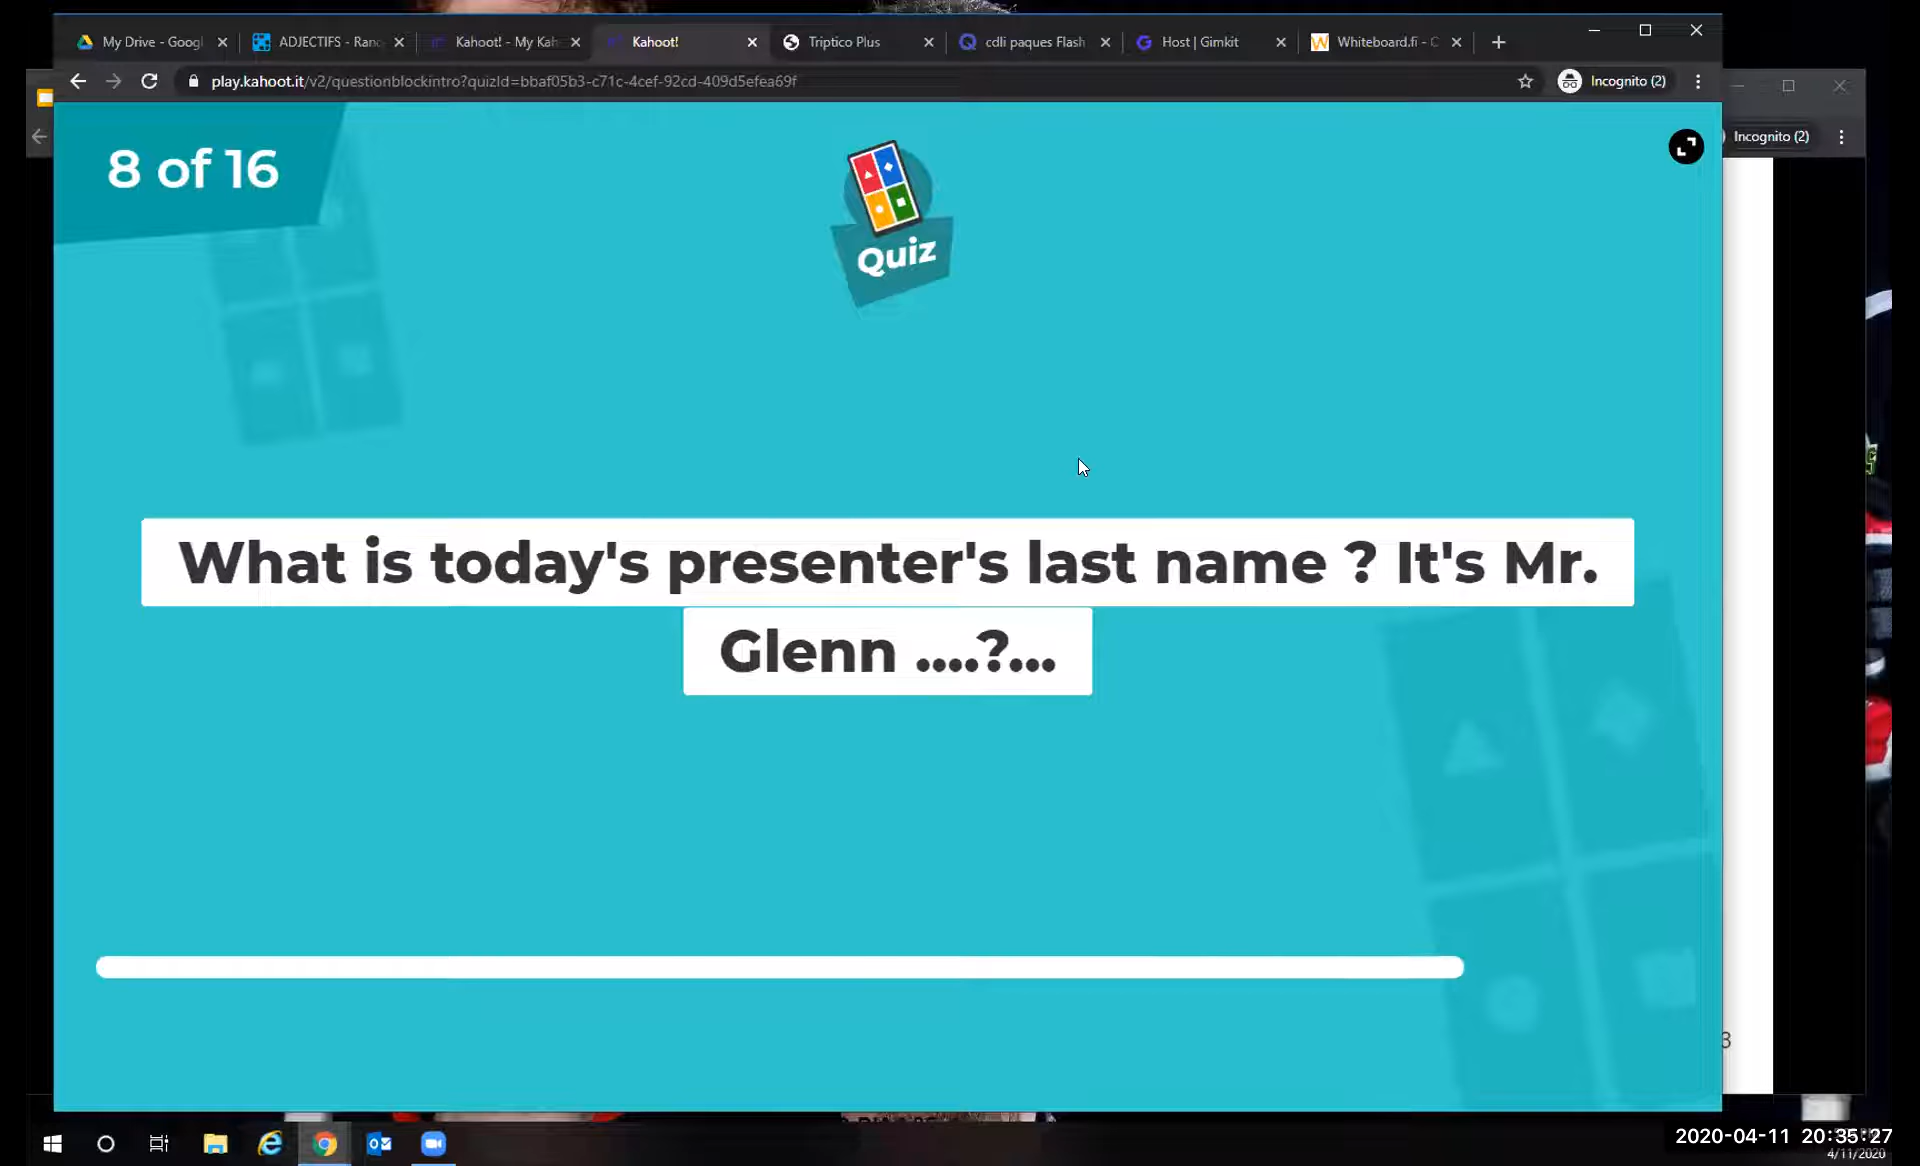 My Drive - Googl
ADJECTIFS - Rand
Kahoot! - My Kah
Kahoot!
Triptico Plus
cdli paques Flash
Host | Gimkit
Whiteboard.fi - C
play.kahoot.it/v2/questionblockintro?quizId=bbaf05b3-c71c-4cef-92cd-409d5efea69f
Incognito (2)
Incognito (2)
8 of 16
Quiz
What is today's presenter's last name ? It's Mr.
Glenn ....?...
3
2020-04-11 20:35:27
4/11/2020